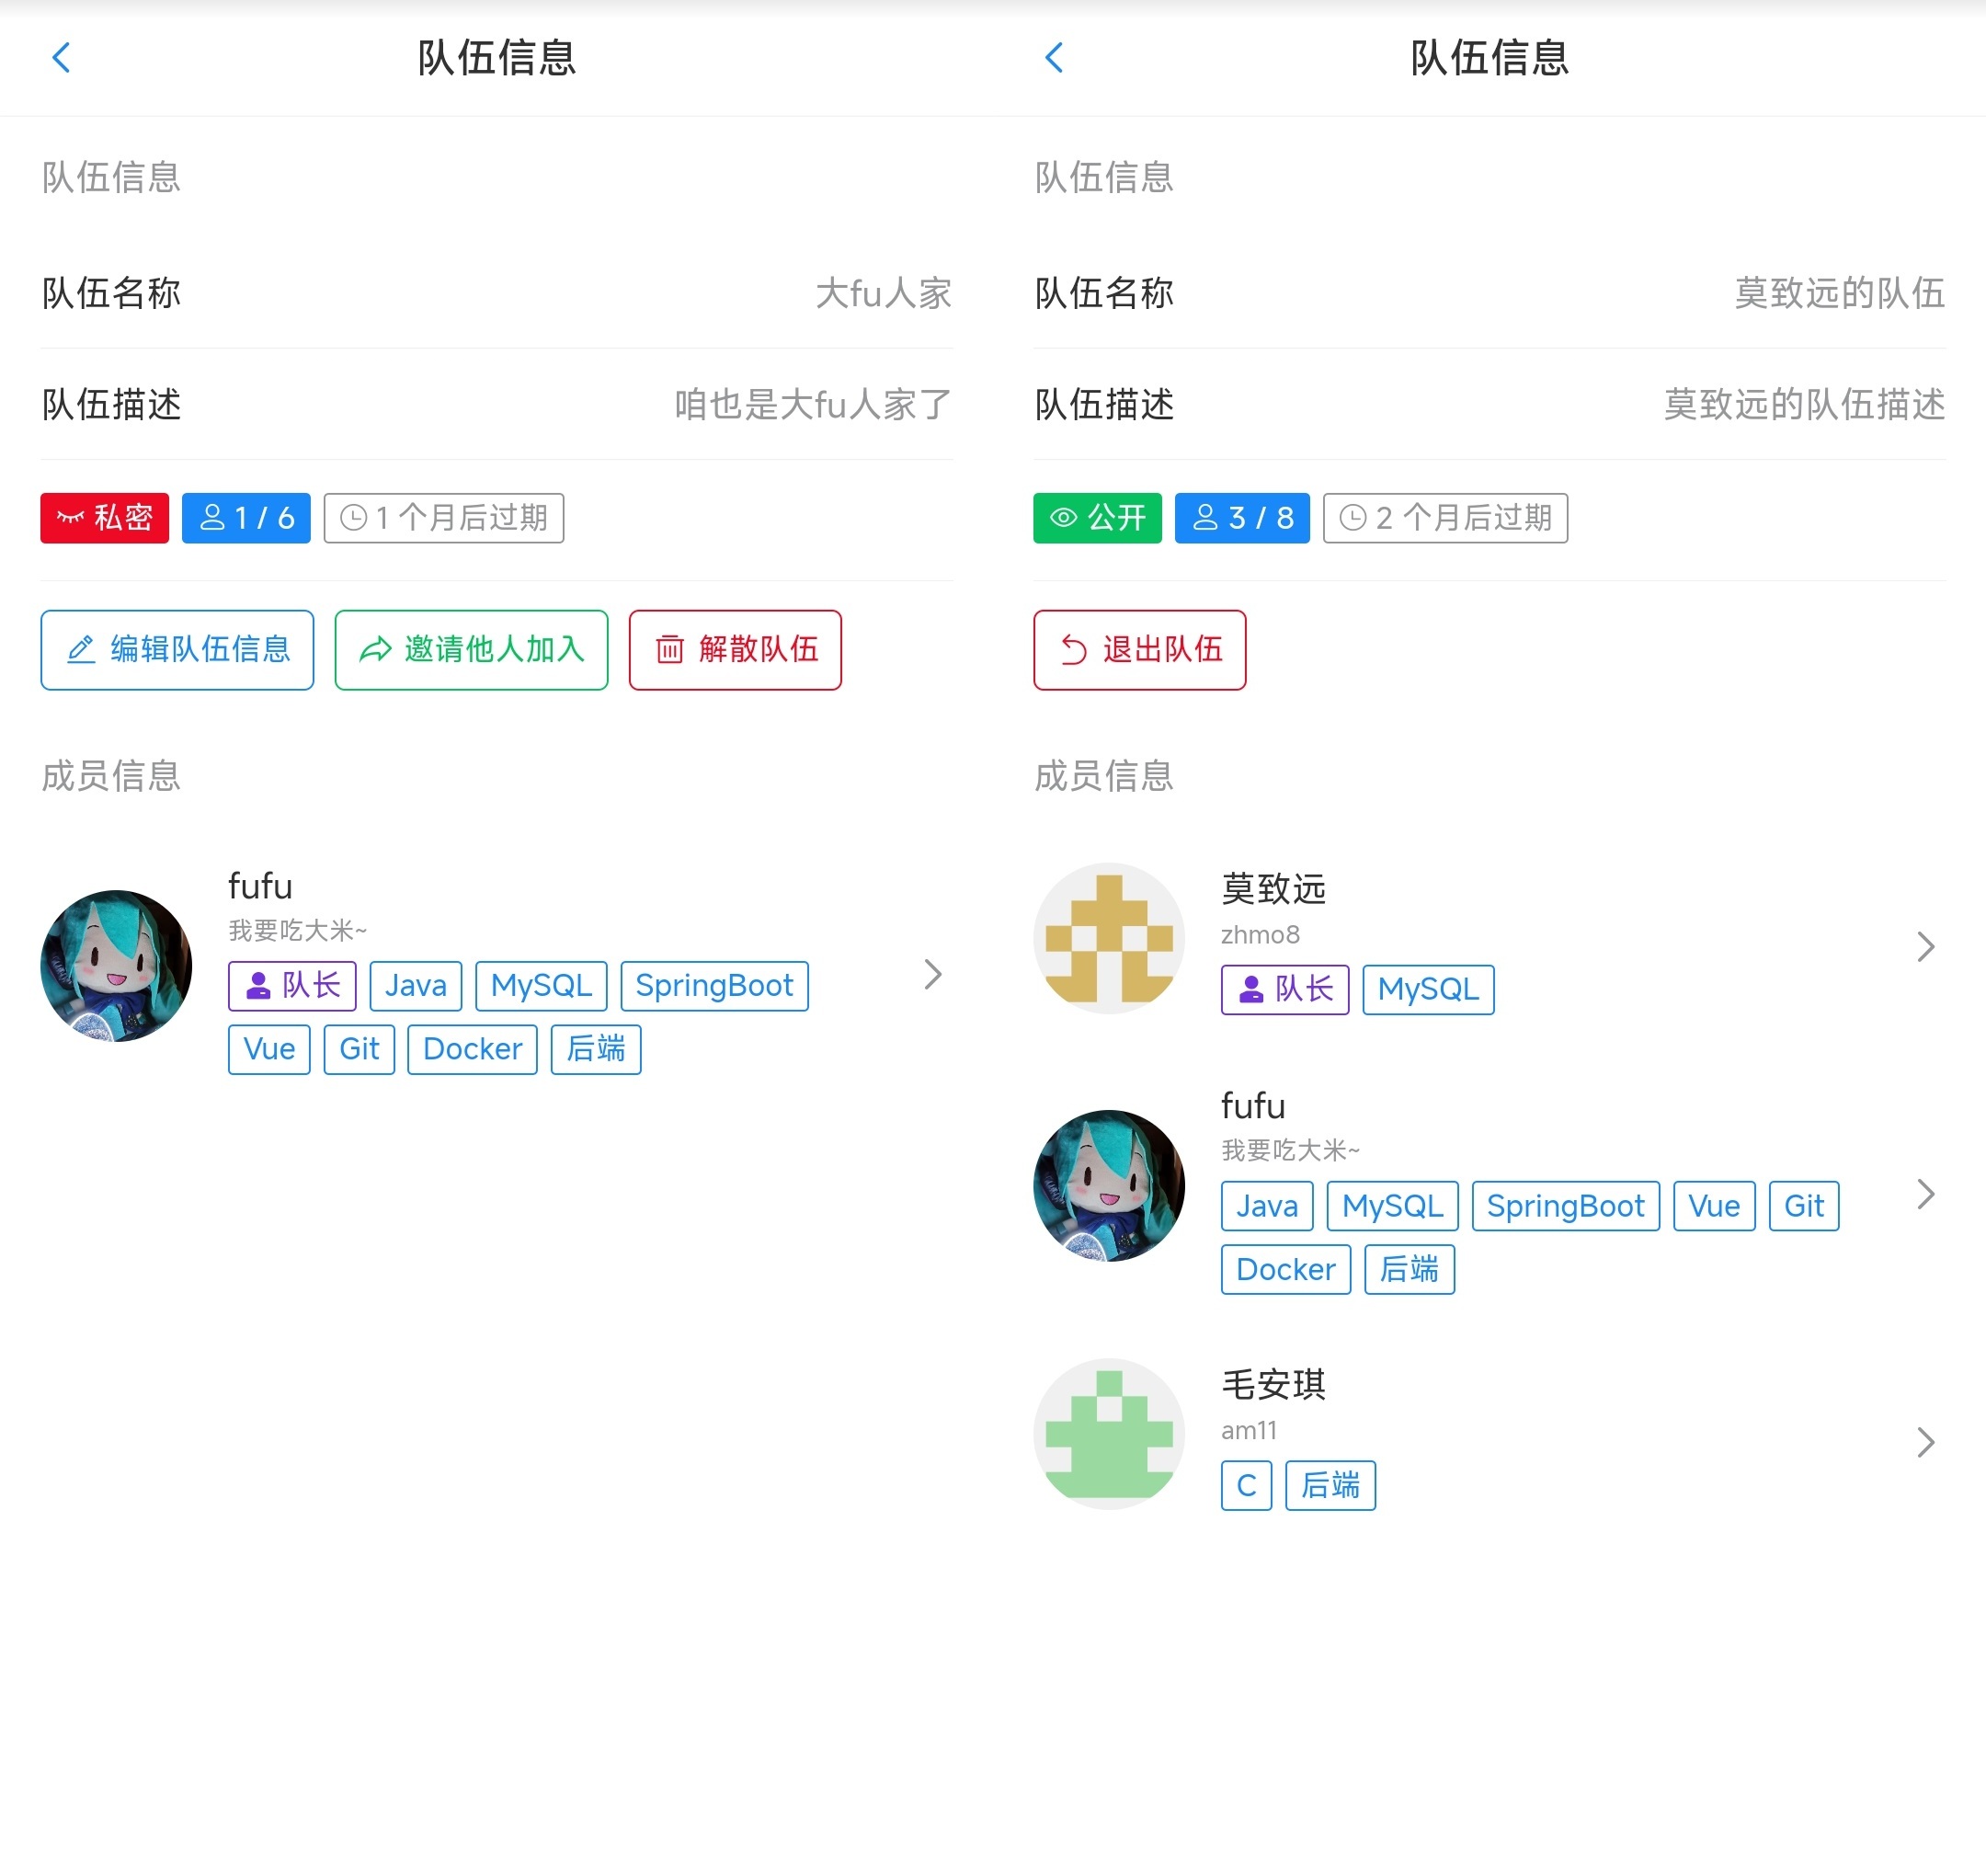 队伍信息
队伍信息
队伍名称 大fu人家
队伍描述 咱也是大fu人家了
私密 1 / 6 1 个月后过期
编辑队伍信息 邀请他人加入 解散队伍
成员信息
fufu
我要吃大米~
队长 Java MySQL SpringBoot
Vue Git Docker 后端
队伍信息
队伍信息
队伍名称 莫致远的队伍
队伍描述 莫致远的队伍描述
公开 3 / 8 2 个月后过期
退出队伍
成员信息
莫致远
zhmo8
队长 MySQL
fufu
我要吃大米~
Java MySQL SpringBoot Vue Git
Docker 后端
毛安琪
am11
C 后端